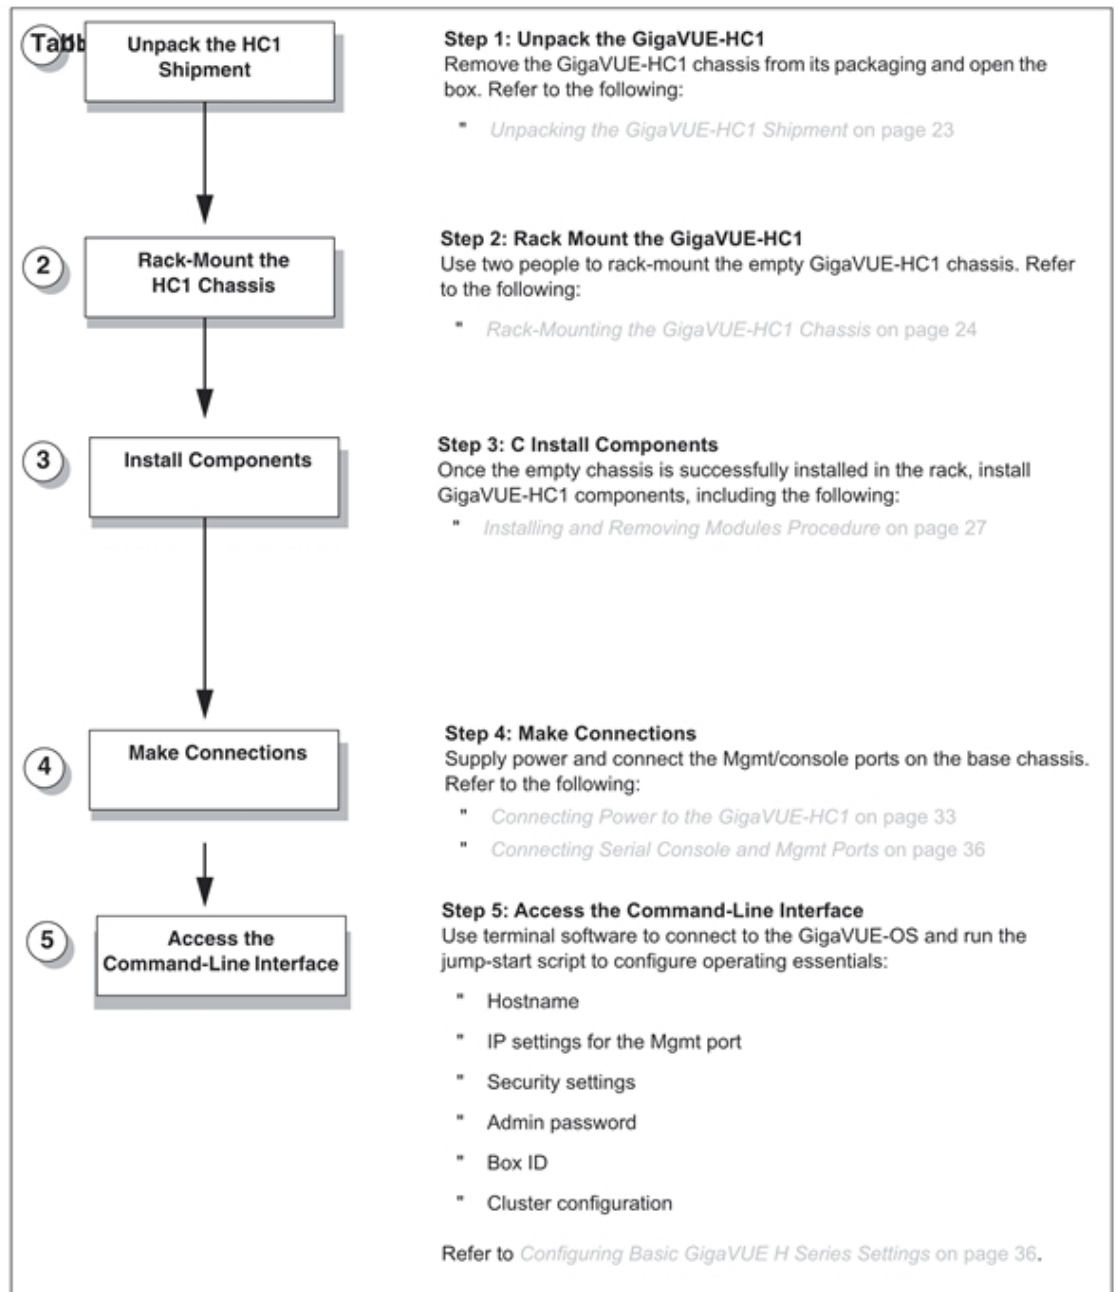 Unpack the HC1
Shipment
Step 1: Unpack the GigaVUE-HC1
Remove the GigaVUE-HC1 chassis from its packaging and open the
box. Refer to the following:
" Unpacking the GigaVUE-HC1 Shipment on page 23
2
Rack-Mount the
HC1 Chassis
Step 2: Rack Mount the GigaVUE-HC1
Use two people to rack-mount the empty GigaVUE-HC1 chassis. Refer
to the following:
" Rack-Mounting the GigaVUE-HC1 Chassis on page 24
3
Install Components
Step 3: C Install Components
Once the empty chassis is successfully installed in the rack, install
GigaVUE-HC1 components, including the following:
" Installing and Removing Modules Procedure on page 27
4
Make Connections
Step 4: Make Connections
Supply power and connect the Mgmt/console ports on the base chassis.
Refer to the following:
" Connecting Power to the GigaVUE-HC1 on page 33
" Connecting Serial Console and Mgmt Ports on page 36
5
Access the
Command-Line Interface
Step 5: Access the Command-Line Interface
Use terminal software to connect to the GigaVUE-OS and run the
jump-start script to configure operating essentials:
" Hostname
" IP settings for the Mgmt port
" Security settings
" Admin password
" Box ID
" Cluster configuration
Refer to Configuring Basic GigaVUE H Series Settings on page 36.